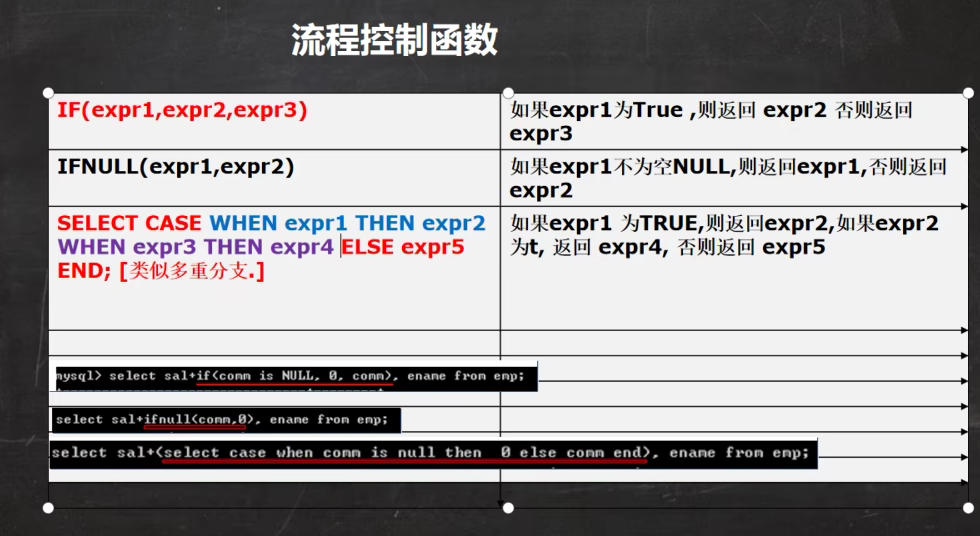 流程控制函数
IF(expr1,expr2,expr3)
如果expr1为True ,则返回 expr2 否则返回
expr3
IFNULL(expr1,expr2)
如果expr1不为空NULL,则返回expr1,否则返回
expr2
SELECT CASE WHEN expr1 THEN expr2
WHEN expr3 THEN expr4 ELSE expr5
END; [类似多重分支.]
如果expr1 为TRUE,则返回expr2,如果expr2
为t, 返回 expr4, 否则返回 expr5
mysql> select sal+if(comm is NULL, 0, comm), ename from emp;
select sal+ifnull(comm,0), ename from emp;
select sal+(select case when comm is null then  0 else comm end), ename from emp;